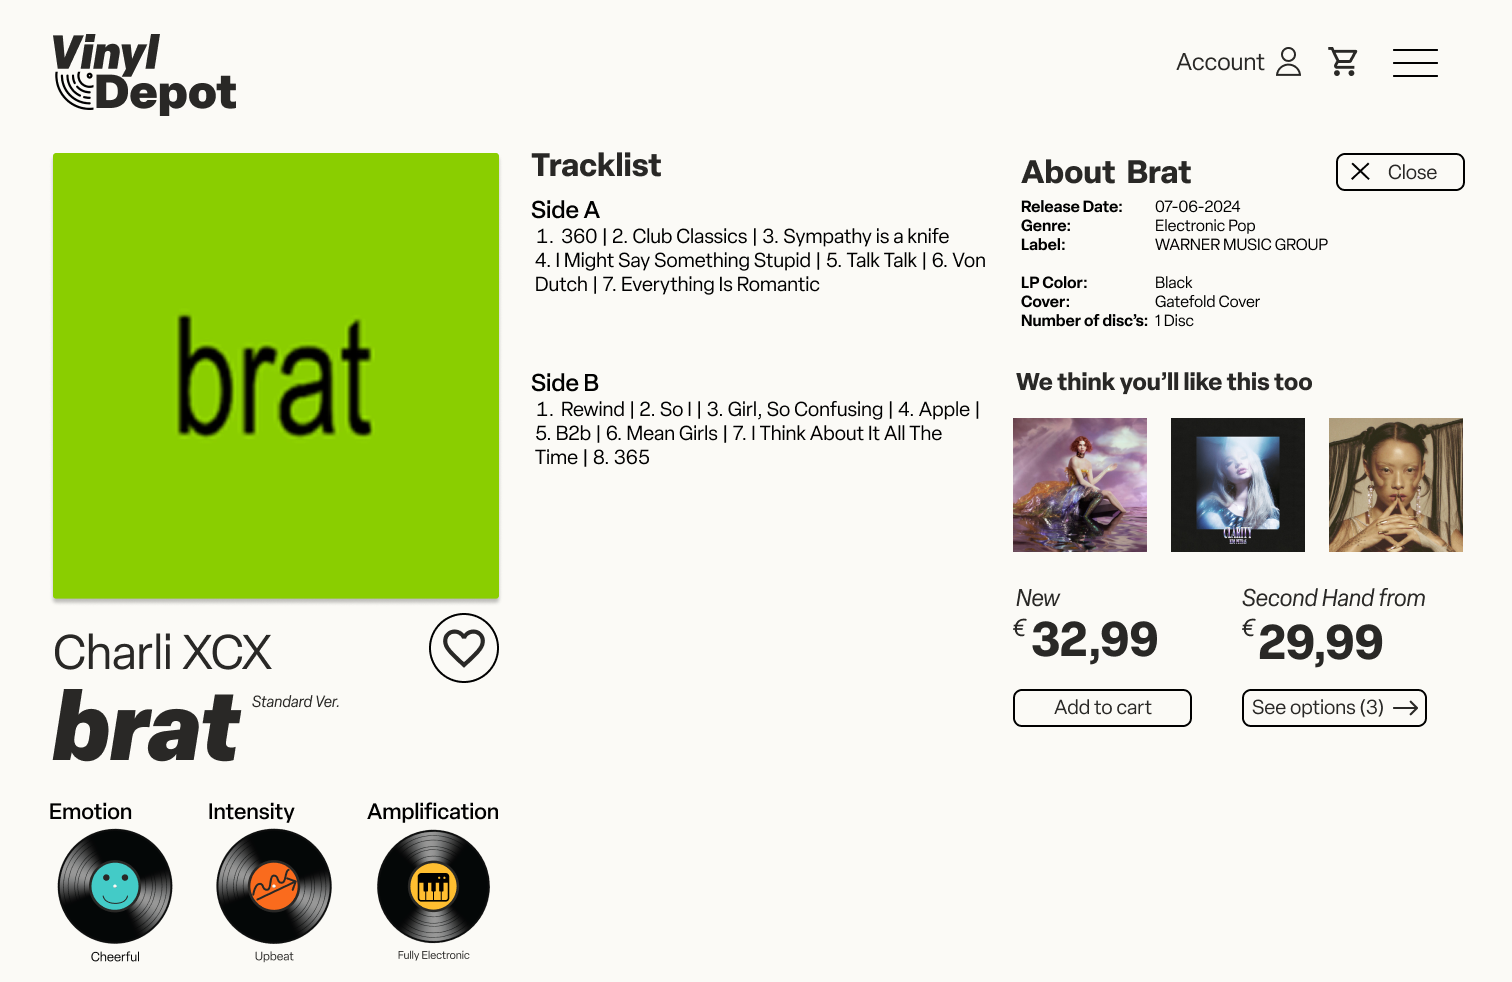 Vinyl
Depot
Account
brat
Charli XCX
brat
Standard Ver.
Emotion
Intensity
Amplification
Cheerful
Upbeat
Fully Electronic
Tracklist
Side A
1. 360 | 2. Club Classics | 3. Sympathy is a knife
4. I Might Say Something Stupid | 5. Talk Talk | 6. Von
Dutch | 7. Everything Is Romantic
Side B
1. Rewind | 2. So I | 3. Girl, So Confusing | 4. Apple |
5. B2b | 6. Mean Girls | 7. I Think About It All The
Time | 8. 365
About Brat
Close
Release Date: 07-06-2024
Genre: Electronic Pop
Label: WARNER MUSIC GROUP
LP Color: Black
Cover: Gatefold Cover
Number of disc’s: 1 Disc
We think you’ll like this too
CLARITY
New
€ 32,99
Add to cart
Second Hand from
€ 29,99
See options (3)